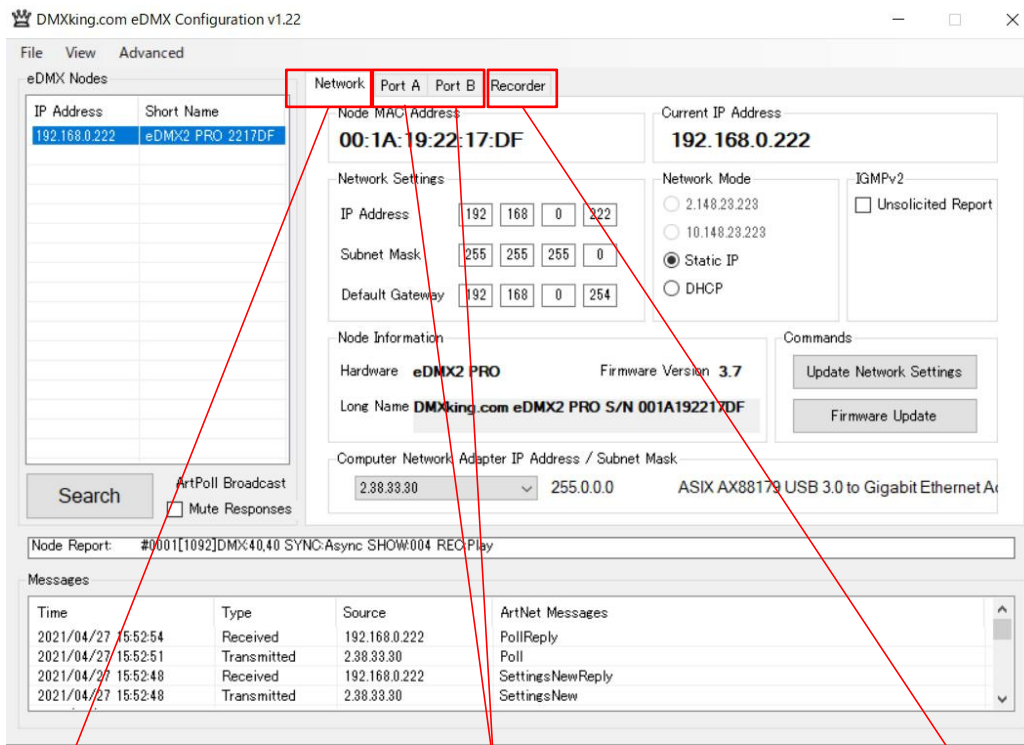 DMXking.com eDMX Configuration v1.22
File View Advanced
eDMX Nodes
IP Address Short Name
192.168.0.222 eDMX2 PRO 2217DF
Search
ArtPoll Broadcast
Mute Responses
Network Port A Port B Recorder
Node MAC Address
00:1A:19:22:17:DF
Current IP Address
192.168.0.222
Network Settings
IP Address 192 168 0 222
Subnet Mask 255 255 255 0
Default Gateway 192 168 0 254
Network Mode
2.148.23.223
10.148.23.223
Static IP
DHCP
IGMPv2
Unsolicited Report
Node Information
Hardware eDMX2 PRO Firmware Version 3.7
Long Name DMXking.com eDMX2 PRO S/N 001A192217DF
Commands
Update Network Settings
Firmware Update
Computer Network Adapter IP Address / Subnet Mask
2.38.33.30 255.0.0.0 ASIX AX88179 USB 3.0 to Gigabit Ethernet Ac
Node Report: #0001[1092]DMX:40,40 SYNC:Async SHOW:004 REC:Play
Messages
Time Type Source ArtNet Messages
2021/04/27 15:52:54 Received 192.168.0.222 PollReply
2021/04/27 15:52:51 Transmitted 2.38.33.30 Poll
2021/04/27 15:52:48 Received 192.168.0.222 SettingsNewReply
2021/04/27 15:52:48 Transmitted 2.38.33.30 SettingsNew